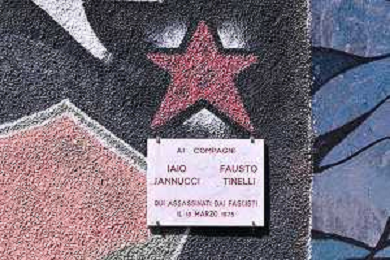 AI COMPAGNI
IAIO FAUSTO
IANNUCCI TINELLI
QUI ASSASSINATI DAI FASCISTI
IL 18 MARZO 1978